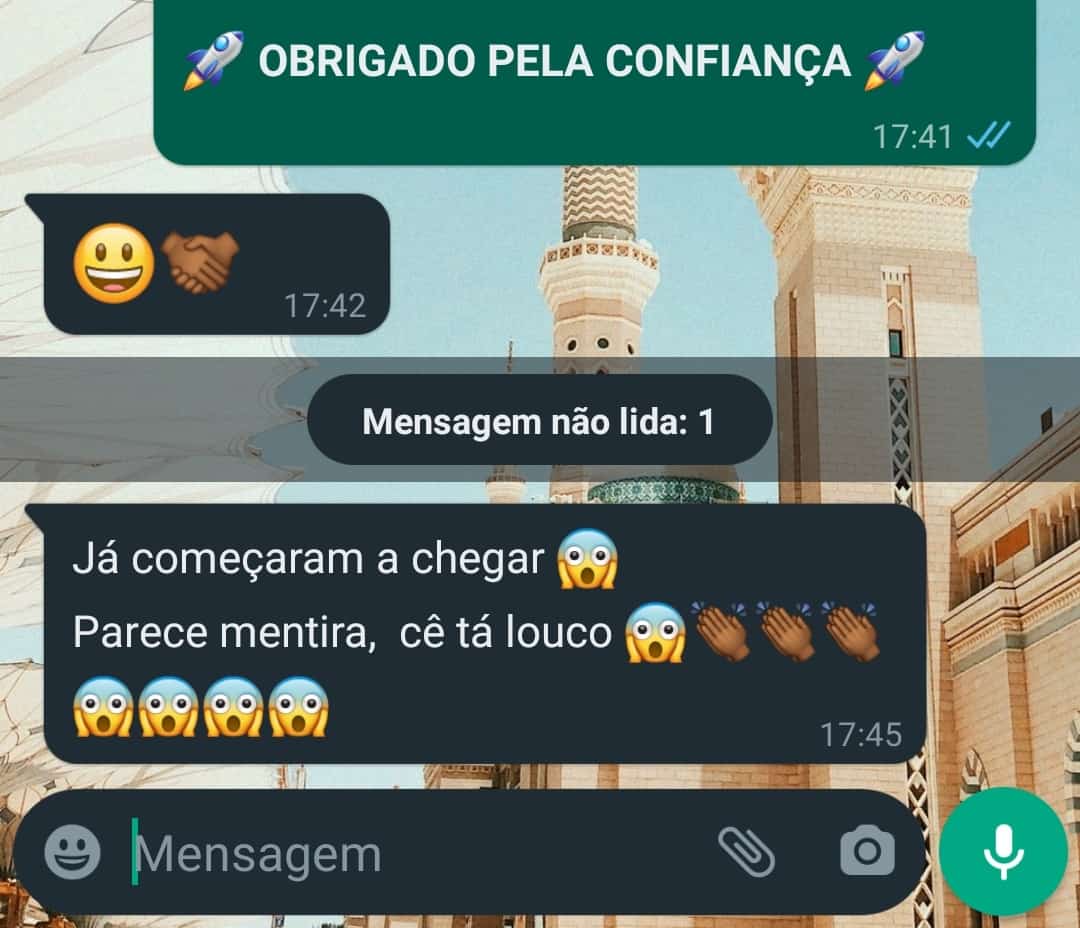 🚀 OBRIGADO PELA CONFIANÇA 🚀
17:41
😃🤝🏾
17:42
Mensagem não lida: 1
Já começaram a chegar 😱
Parece mentira,  cê tá louco 😱👏🏾👏🏾👏🏾
😱😱😱😱
17:45
Mensagem